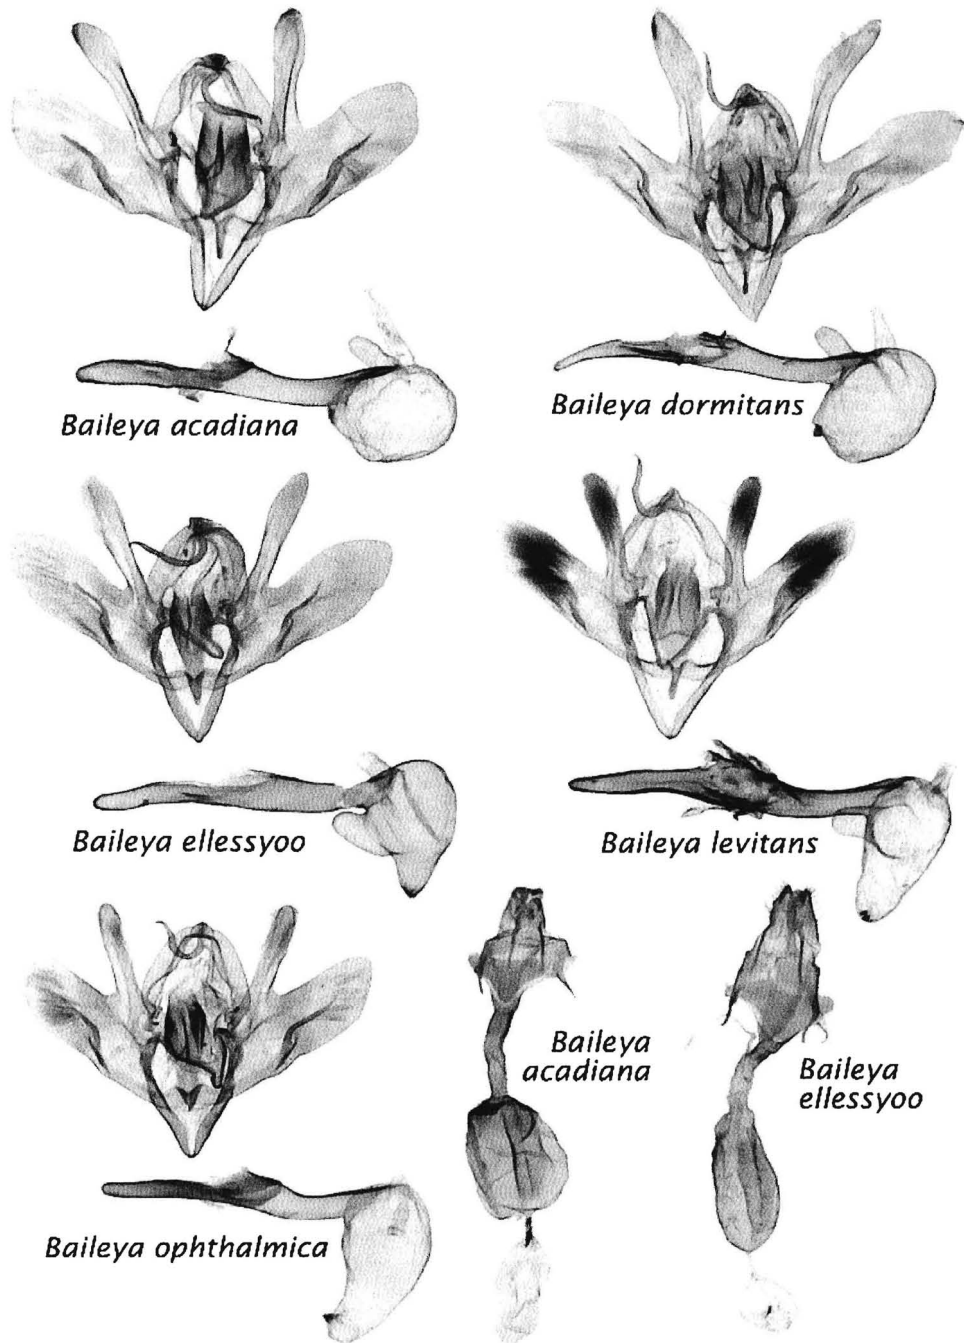 Baileya acadiana
Baileya dormitans
Baileya ellessyoo
Baileya levitans
Baileya ophthalmica
Baileya
acadiana
Baileya
ellessyoo